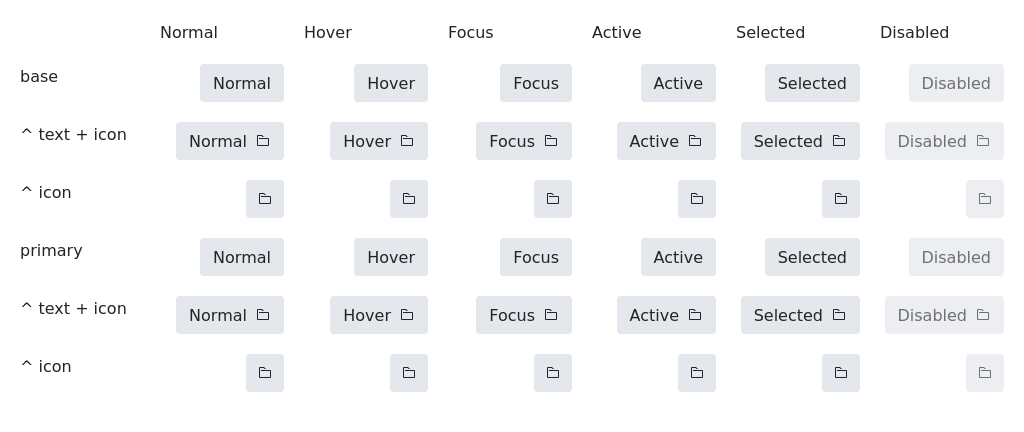 Normal Hover Focus Active Selected Disabled
base Normal Hover Focus Active Selected Disabled
^ text + icon Normal Hover Focus Active Selected Disabled
^ icon
primary Normal Hover Focus Active Selected Disabled
^ text + icon Normal Hover Focus Active Selected Disabled
^ icon